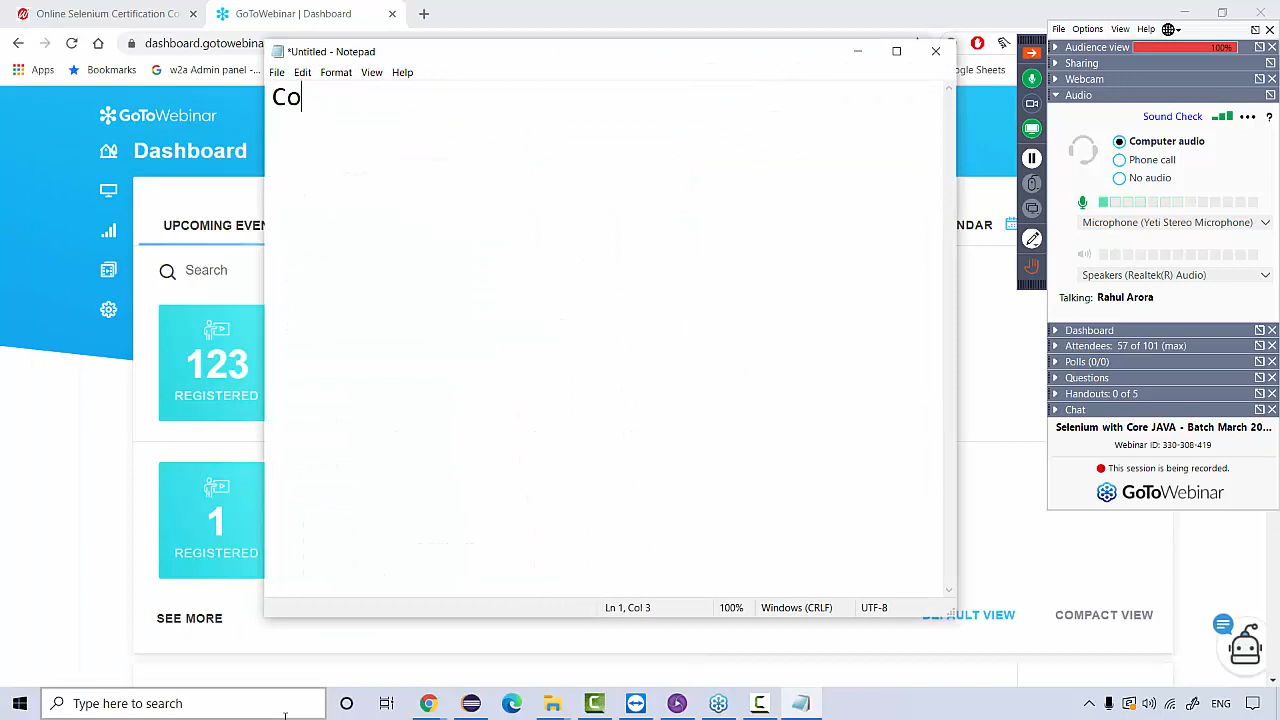 Online Selenium Certification Co
GoToWebinar | Dashboard
dashboard.gotowebina
Apps
Bookmarks
w2a Admin panel -...
ogle Sheets
*Untitled - Notepad
File Edit Format View Help
Co
Ln 1, Col 3
100%
Windows (CRLF)
UTF-8
GoToWebinar
Dashboard
UPCOMING EVEN
NDAR
Search
123
REGISTERED
1
REGISTERED
SEE MORE
DEFAULT VIEW
COMPACT VIEW
File Options View Help
Audience view
100%
Sharing
Webcam
Audio
Sound Check
?
Computer audio
Phone call
No audio
Microphone (Yeti Stereo Microphone)
Speakers (Realtek(R) Audio)
Talking: Rahul Arora
Dashboard
Attendees: 57 of 101 (max)
Polls (0/0)
Questions
Handouts: 0 of 5
Chat
Selenium with Core JAVA - Batch March 20...
Webinar ID: 330-308-419
This session is being recorded.
GoToWebinar
Type here to search
ENG